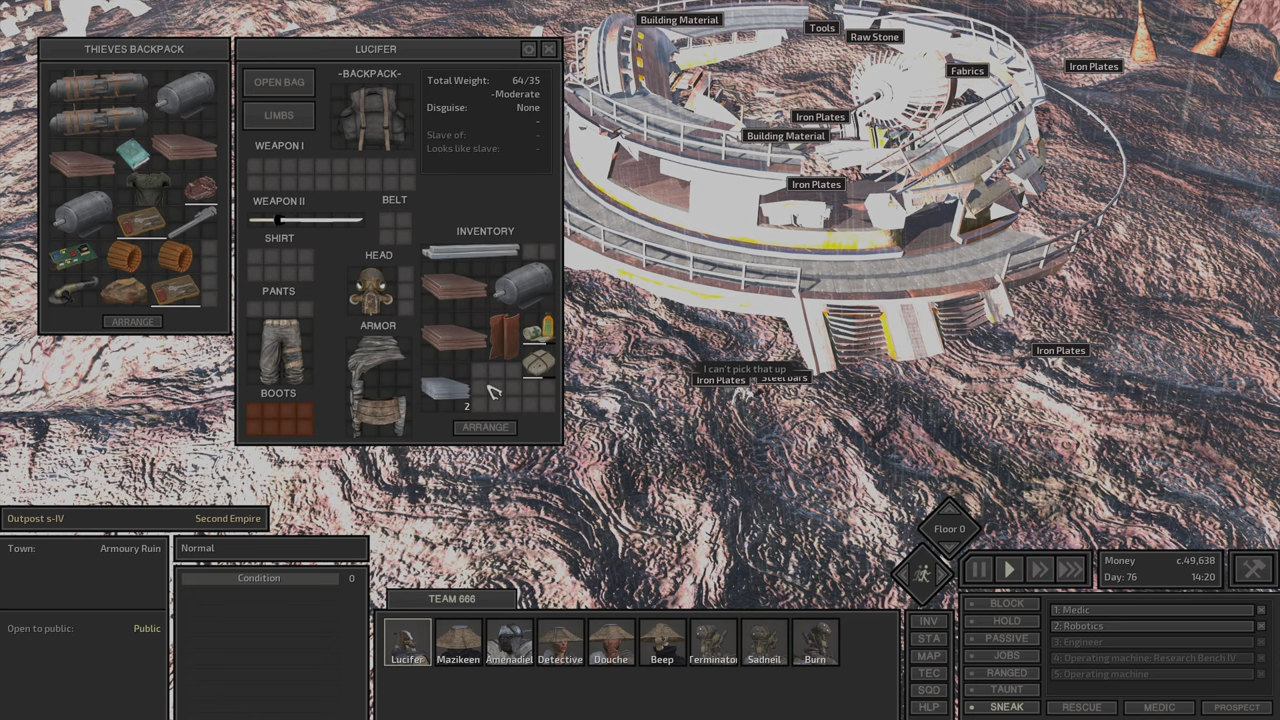 THIEVES BACKPACK
ARRANGE
LUCIFER
OPEN BAG
LIMBS
-BACKPACK-
Total Weight: 64/35
-Moderate
Disguise: None
-
Slave of: -
Looks like slave: -
WEAPON I
WEAPON II
BELT
SHIRT
INVENTORY
HEAD
PANTS
ARMOR
BOOTS
2
ARRANGE
Building Material
Tools
Raw Stone
Iron Plates
Fabrics
Iron Plates
Building Material
Iron Plates
Iron Plates
I can't pick that up
Iron Plates
Steel bars
Outpost s-IV Second Empire
Town: Armoury Ruin
Open to public: Public
Normal
Condition 0
TEAM 666
Lucifer
Mazikeen
Amenadiel
Detective
Douche
Beep
Terminator
Sadneil
Burn
Floor 0
Money c.49,638
Day: 76 14:20
INV
STA
MAP
TEC
SQD
HLP
BLOCK
HOLD
PASSIVE
JOBS
RANGED
TAUNT
SNEAK
1: Medic
2: Robotics
3: Engineer
4: Operating machine: Research Bench IV
5: Operating machine
RESCUE
MEDIC
PROSPECT